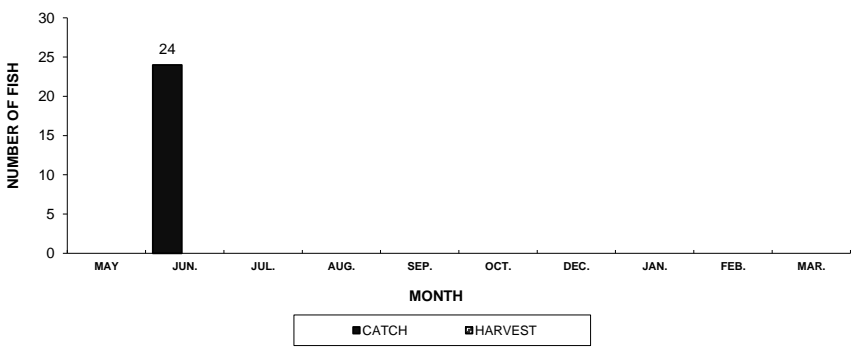 30
25
20
15
10
5
0
NUMBER OF FISH
24
MAY JUN. JUL. AUG. SEP. OCT. DEC. JAN. FEB. MAR.
MONTH
CATCH HARVEST